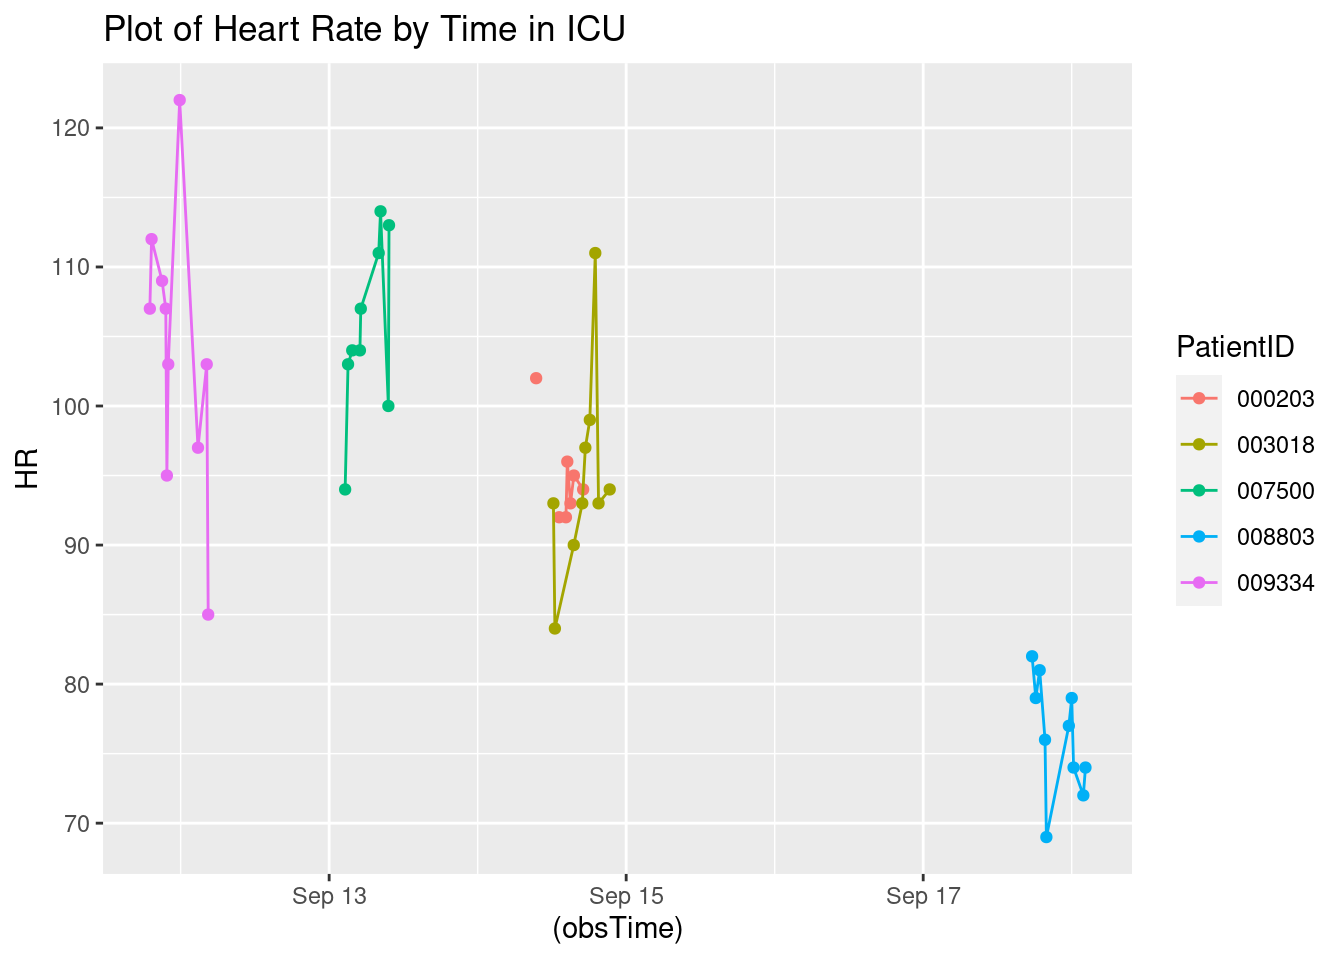 Plot of Heart Rate by Time in ICU
120
110
100
90
80
70
HR
Sep 13
Sep 15
Sep 17
(obsTime)
PatientID
000203
003018
007500
008803
009334